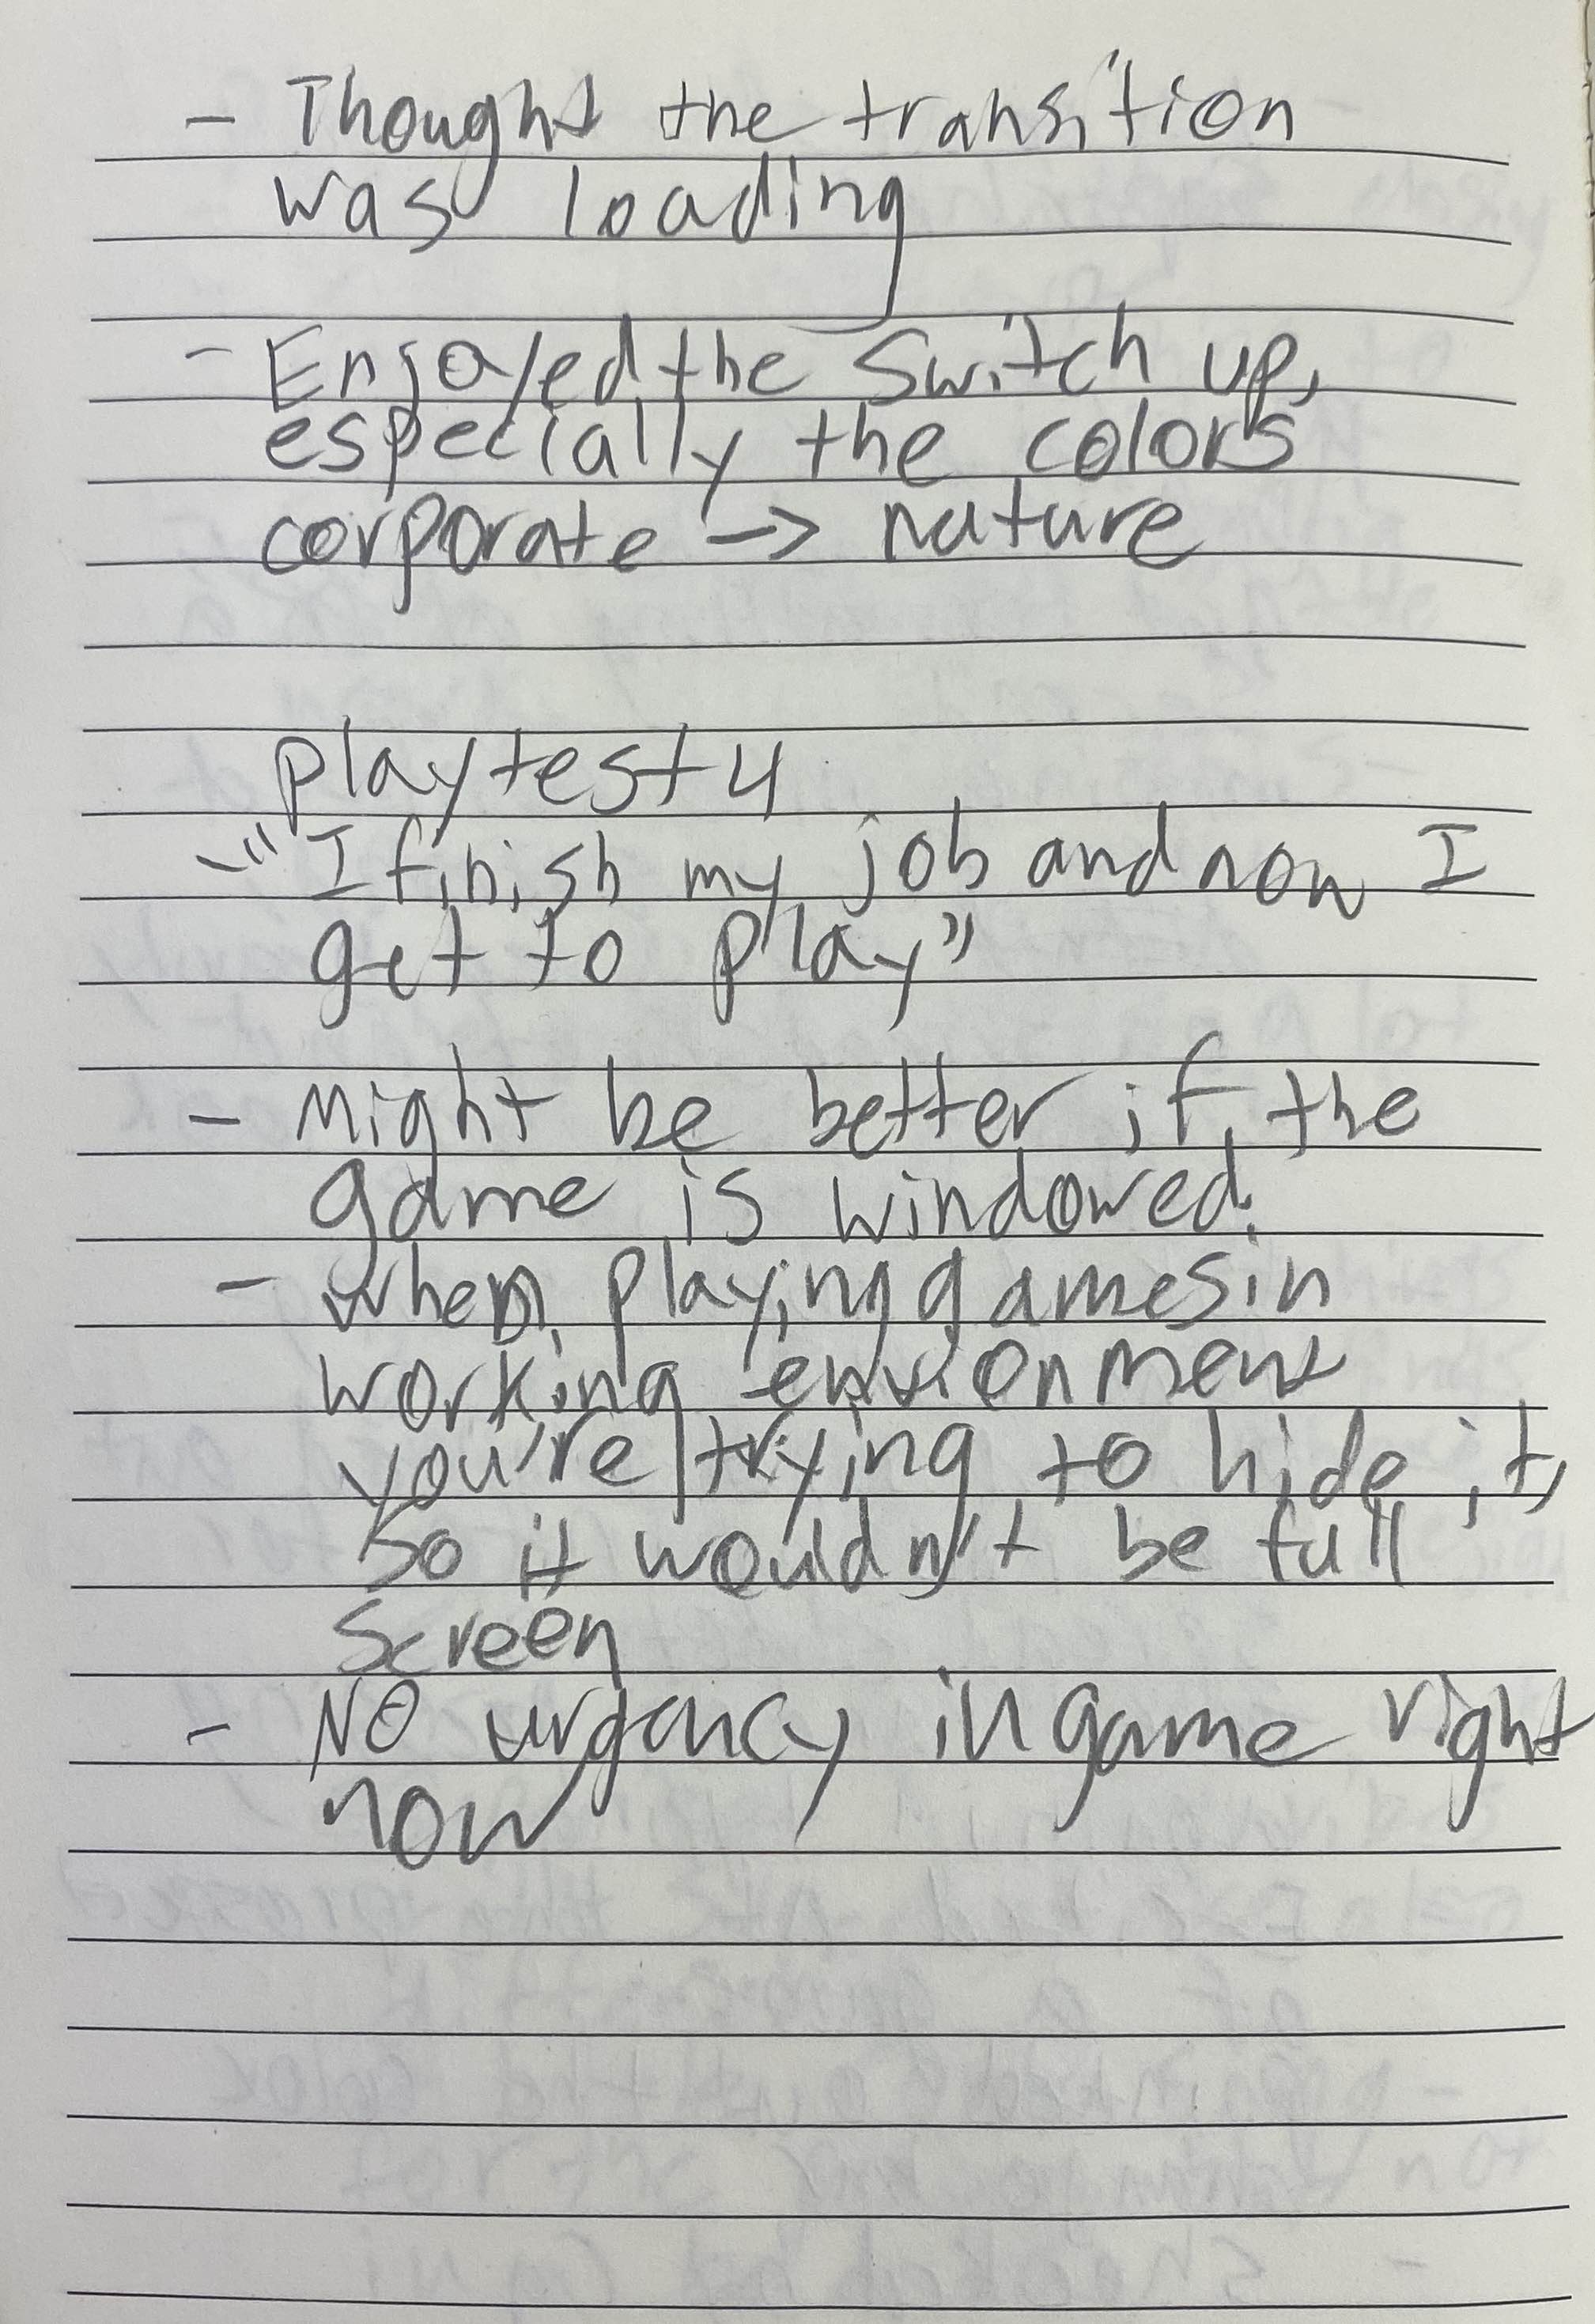 - Thought the transition
was loading
- Enjoyed the switch up,
especially the colors
corporate -> nature
playtest 4
- "I finish my job and now I
get to play"
- Might be better if the
game is windowed.
- when playing games in
working environment
you're trying to hide it,
so it wouldn't be full
screen
- NO urgency in game right
now